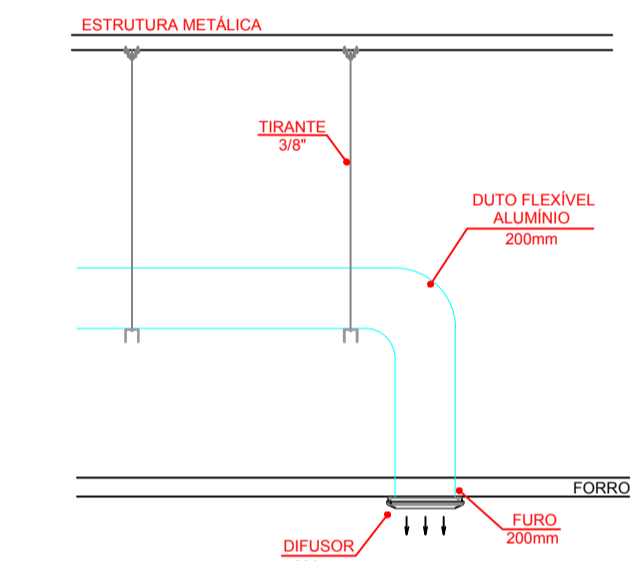 ESTRUTURA METÁLICA
TIRANTE
3/8"
DUTO FLEXÍVEL
ALUMÍNIO
200mm
FORRO
FURO
200mm
DIFUSOR